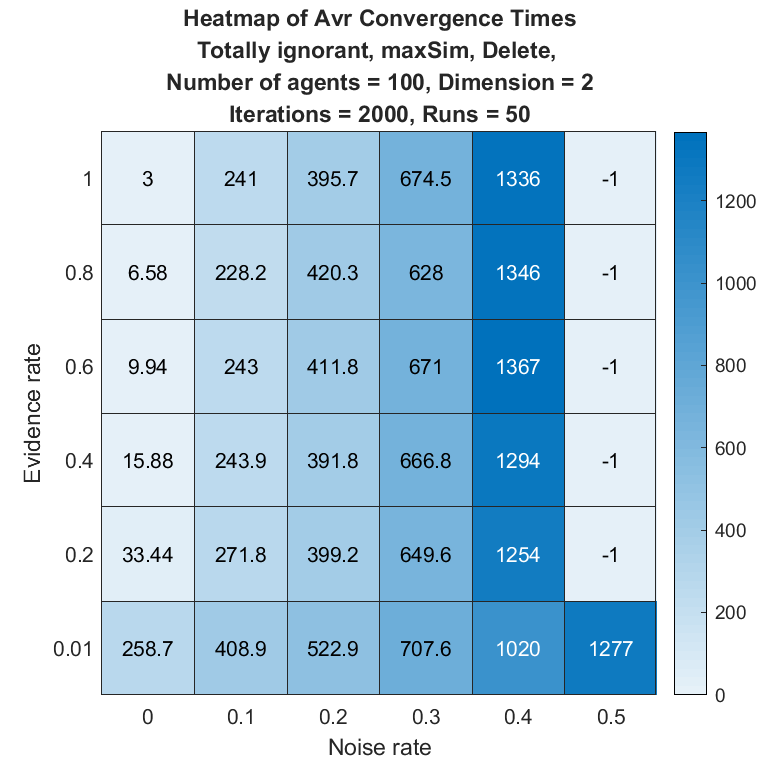 Heatmap of Avr Convergence Times
Totally ignorant, maxSim, Delete,
Number of agents = 100, Dimension = 2
Iterations = 2000, Runs = 50
Evidence rate
1 3 241 395.7 674.5 1336 -1
0.8 6.58 228.2 420.3 628 1346 -1
0.6 9.94 243 411.8 671 1367 -1
0.4 15.88 243.9 391.8 666.8 1294 -1
0.2 33.44 271.8 399.2 649.6 1254 -1
0.01 258.7 408.9 522.9 707.6 1020 1277
0 0.1 0.2 0.3 0.4 0.5
Noise rate
1200
1000
800
600
400
200
0